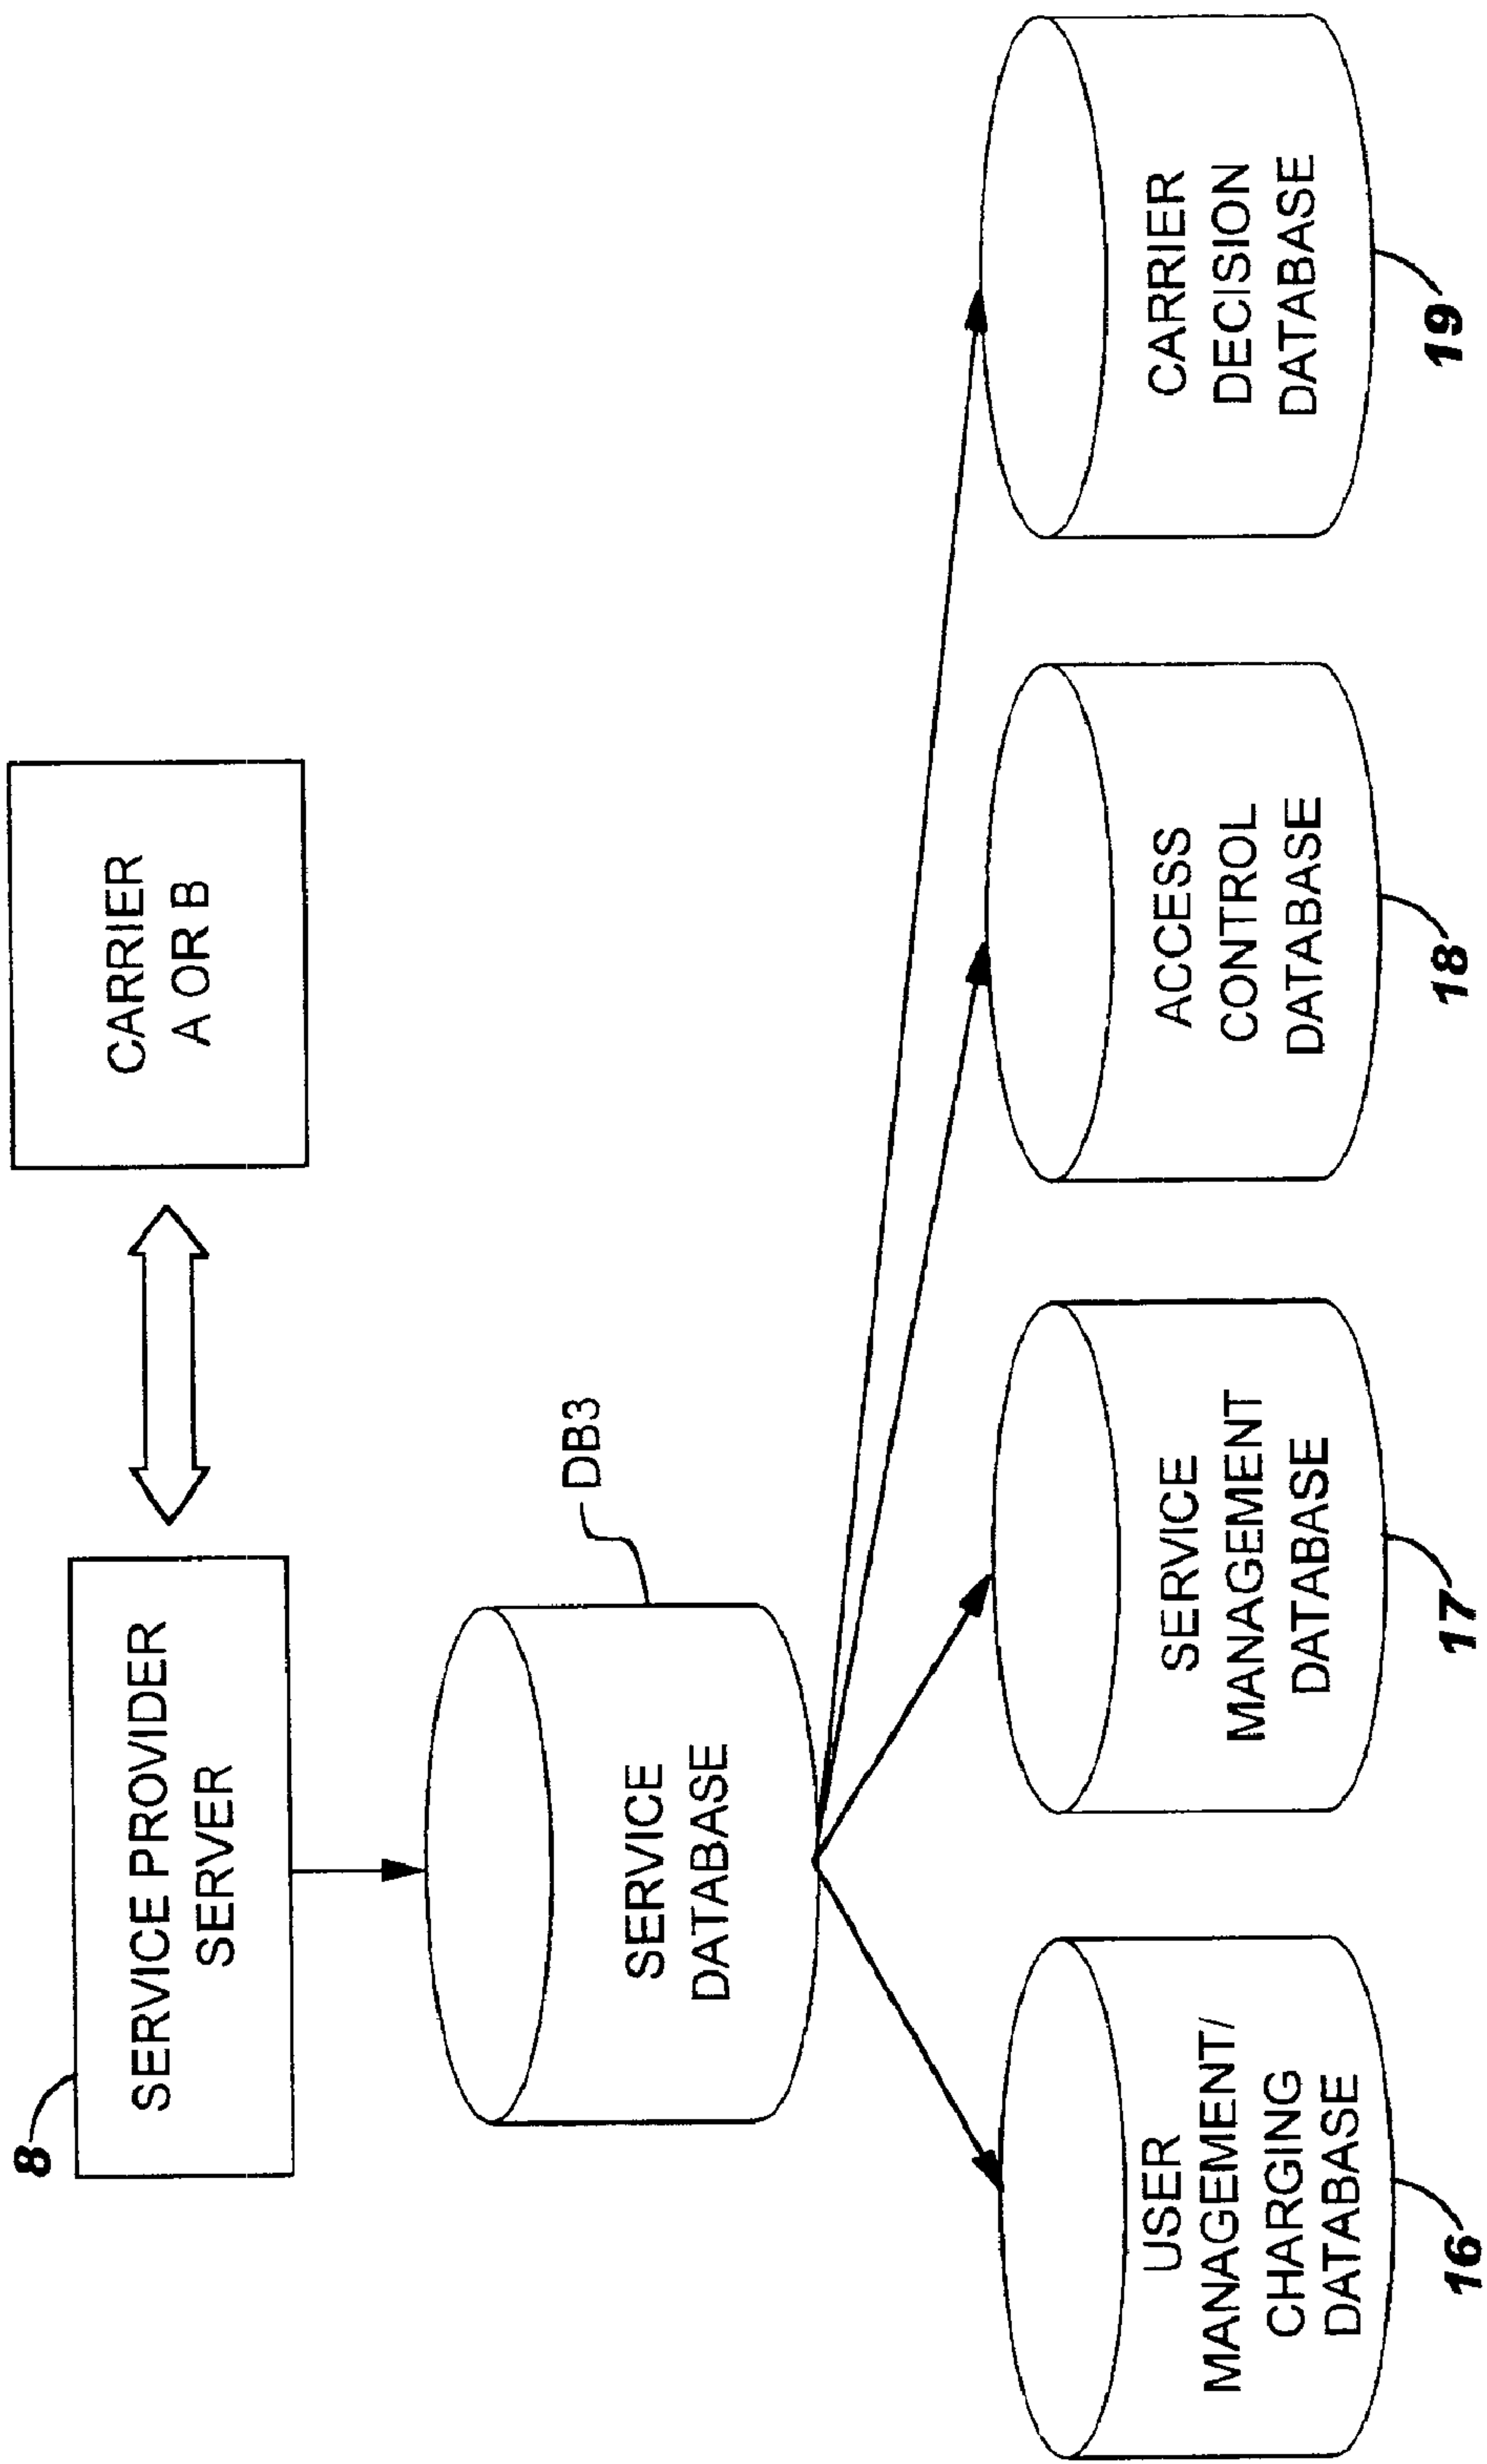 8
SERVICE PROVIDER
SERVER
CARRIER
A OR B
DB3
SERVICE
DATABASE
USER
MANAGEMENT/
CHARGING
DATABASE
16
SERVICE
MANAGEMENT
DATABASE
17
ACCESS
CONTROL
DATABASE
18
CARRIER
DECISION
DATABASE
19